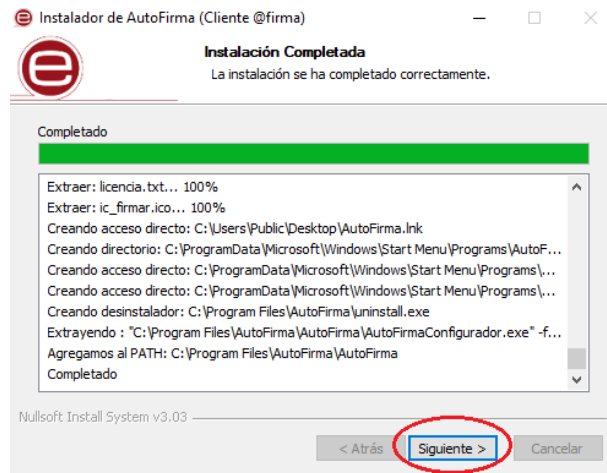 Instalador de AutoFirma (Cliente @firma)
Instalación Completada
La instalación se ha completado correctamente.
Completado
Extraer: licencia.txt... 100%
Extraer: ic_firmar.ico... 100%
Creando acceso directo: C:\Users\Public\Desktop\AutoFirma.lnk
Creando directorio: C:\ProgramData\Microsoft\Windows\Start Menu\Programs\AutoF...
Creando acceso directo: C:\ProgramData\Microsoft\Windows\Start Menu\Programs\...
Creando acceso directo: C:\ProgramData\Microsoft\Windows\Start Menu\Programs\...
Creando desinstalador: C:\Program Files\AutoFirma\uninstall.exe
Extrayendo : "C:\Program Files\AutoFirma\AutoFirma\AutoFirmaConfigurador.exe" -f...
Agregamos al PATH: C:\Program Files\AutoFirma\AutoFirma
Completado
Nullsoft Install System v3.03
< Atrás Siguiente > Cancelar